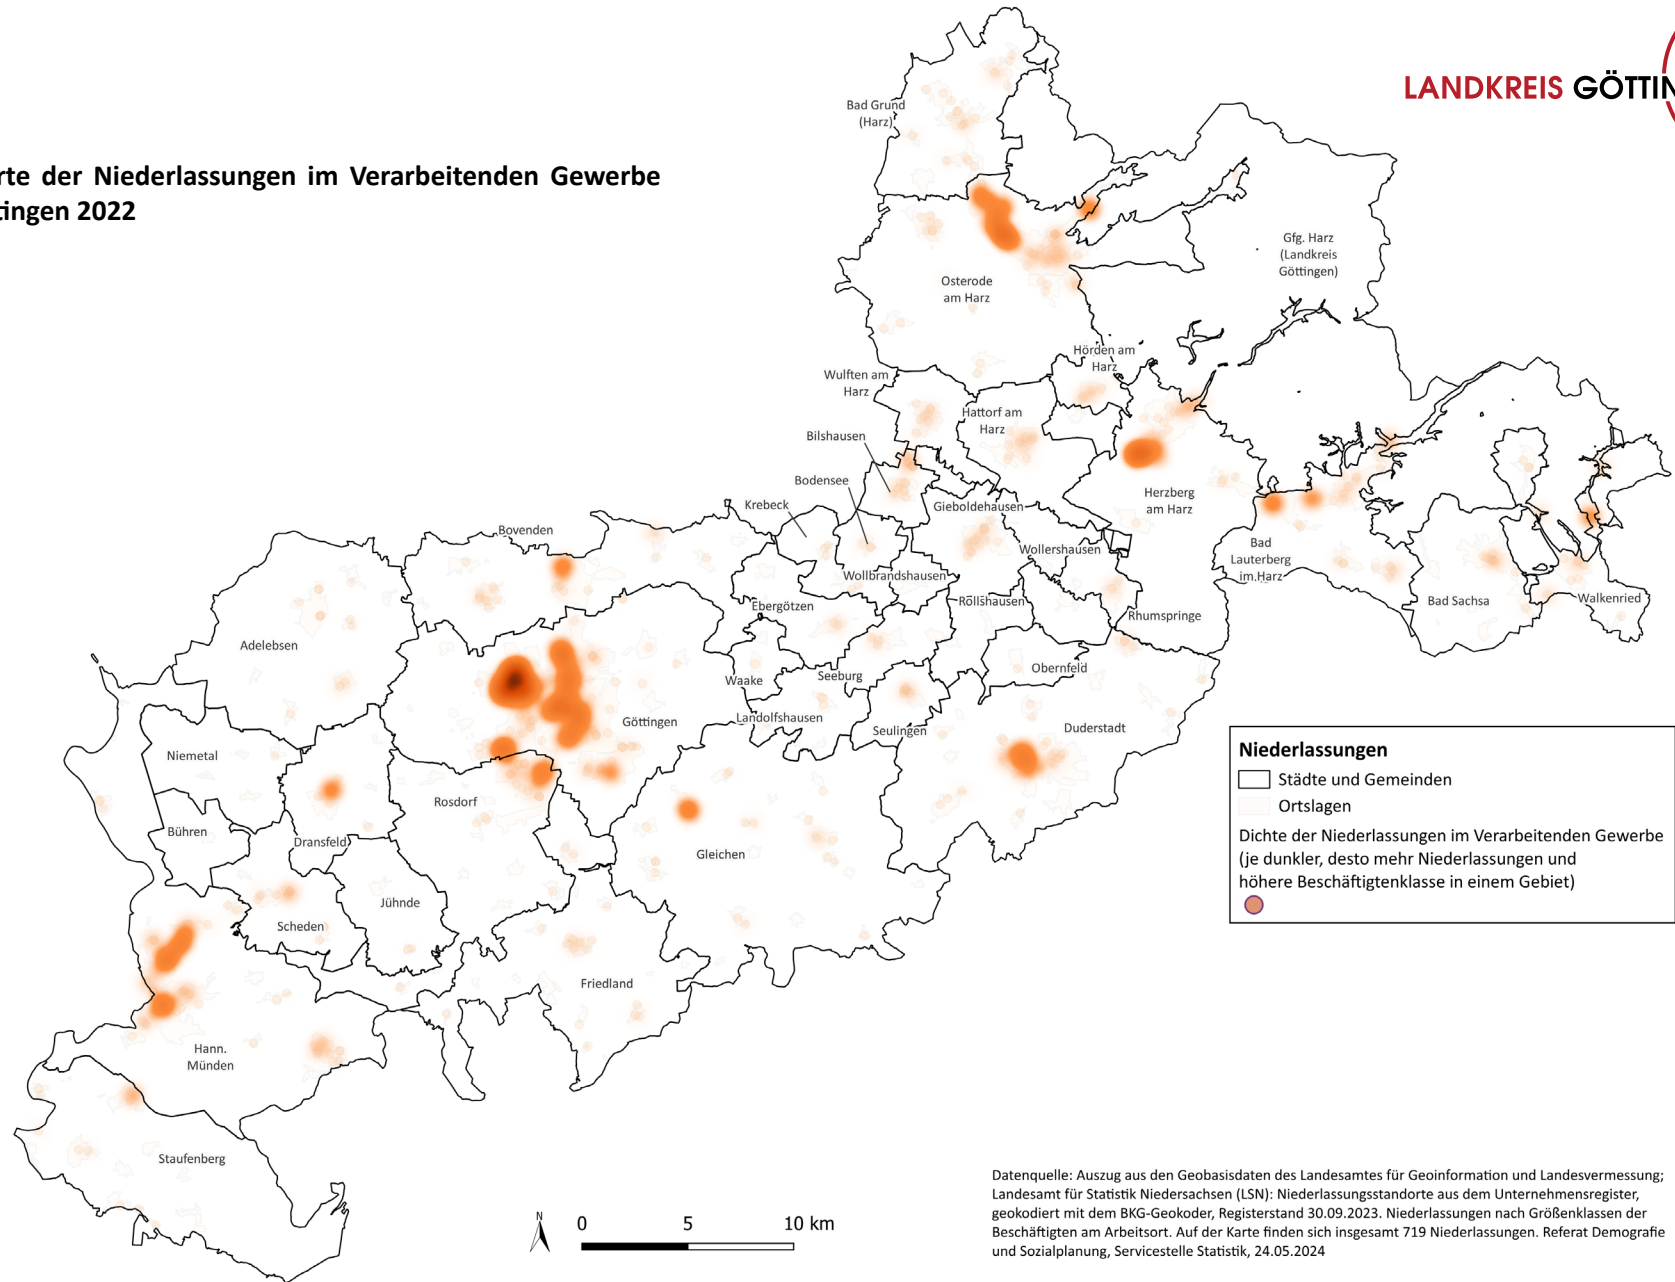 LANDKREIS GÖTTIN
rte der Niederlassungen im Verarbeitenden Gewerbe
tingen 2022
Bad Grund
(Harz)
Gfg. Harz
(Landkreis
Göttingen)
Osterode
am Harz
Hörden am
Harz
Wulften am
Harz
Hattorf am
Harz
Bilshausen
Bodensee
Krebeck
Gieboldehausen
Herzberg
am Harz
Bovenden
Wollershausen
Bad
Lauterberg
im Harz
Wollbrandshausen
Ebergötzen
Rollshausen
Rhumspringe
Bad Sachsa
Walkenried
Adelebsen
Waake
Seeburg
Obernfeld
Göttingen
Landolfshausen
Seulingen
Duderstadt
Niemetal
Rosdorf
Bühren
Dransfeld
Gleichen
Jühnde
Scheden
Friedland
Hann.
Münden
Staufenberg
Niederlassungen
Städte und Gemeinden
Ortslagen
Dichte der Niederlassungen im Verarbeitenden Gewerbe
(je dunkler, desto mehr Niederlassungen und
höhere Beschäftigtenklasse in einem Gebiet)
N
0 5 10 km
Datenquelle: Auszug aus den Geobasisdaten des Landesamtes für Geoinformation und Landesvermessung;
Landesamt für Statistik Niedersachsen (LSN): Niederlassungsstandorte aus dem Unternehmensregister,
geokodiert mit dem BKG-Geokoder, Registerstand 30.09.2023. Niederlassungen nach Größenklassen der
Beschäftigten am Arbeitsort. Auf der Karte finden sich insgesamt 719 Niederlassungen. Referat Demografie
und Sozialplanung, Servicestelle Statistik, 24.05.2024